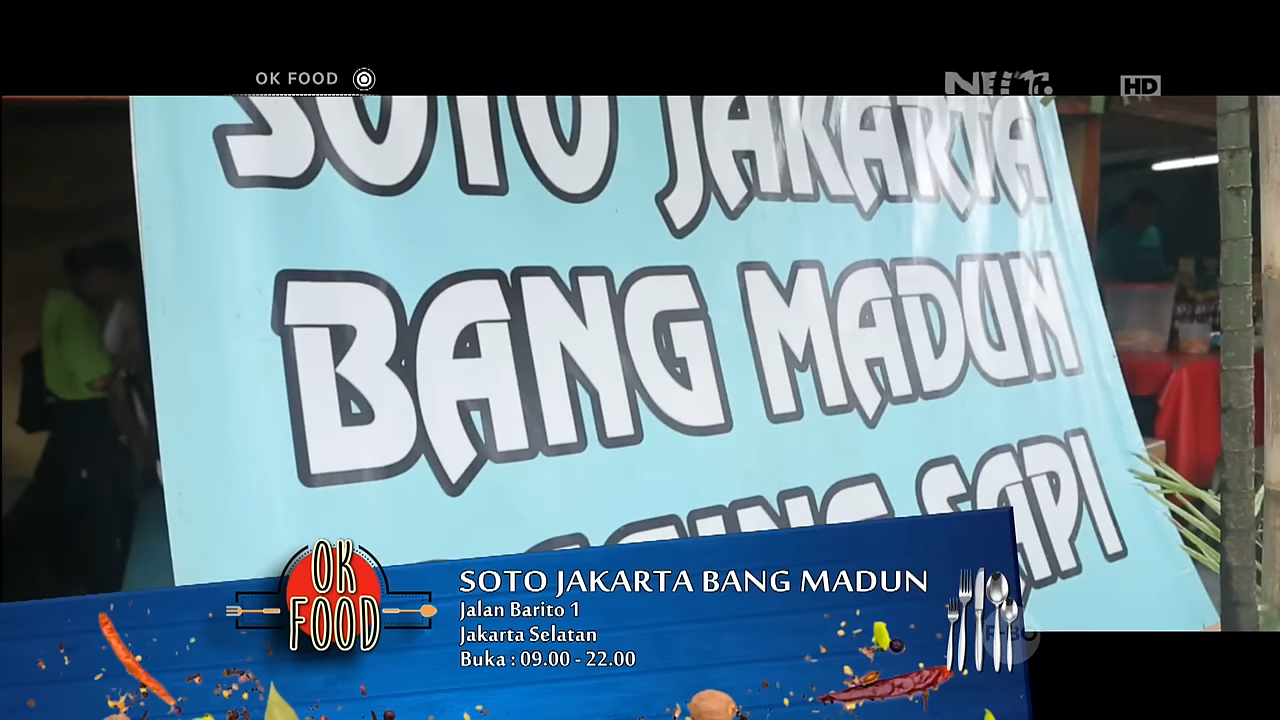 OK FOOD
HD
SOTO JAKARTA
BANG MADUN
SAPI
OK
FOOD
SOTO JAKARTA BANG MADUN
Jalan Barito 1
Jakarta Selatan
Buka : 09.00 - 22.00